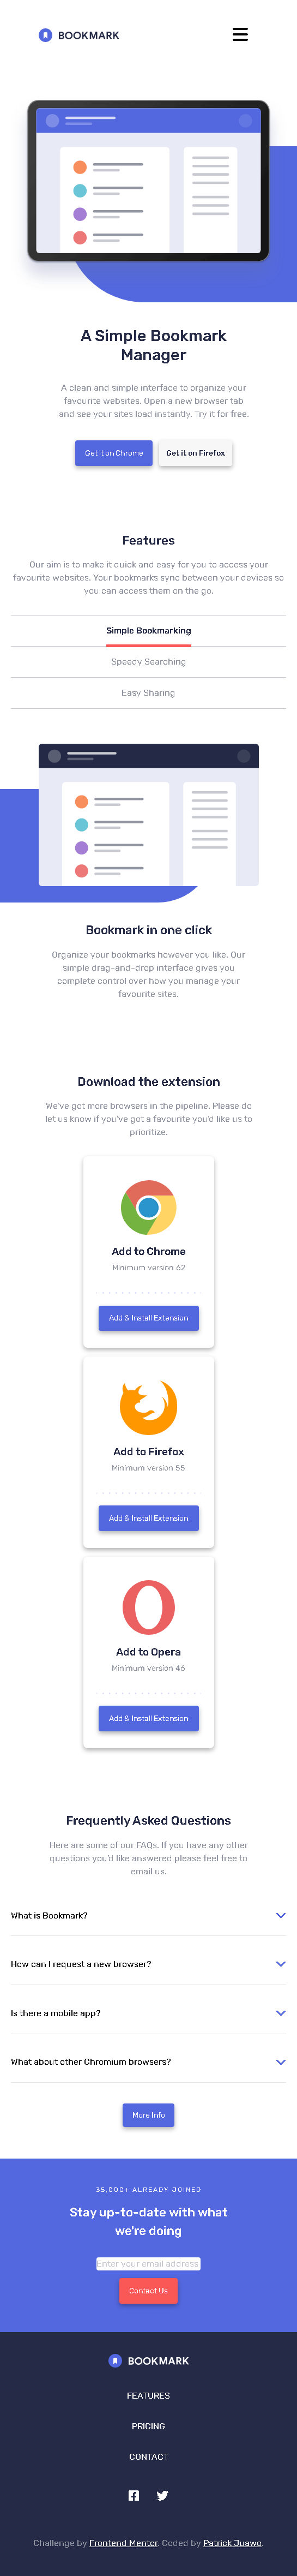 BOOKMARK
A Simple Bookmark
Manager
A clean and simple interface to organize your
favourite websites. Open a new browser tab
and see your sites load instantly. Try it for free.
Get it on Chrome
Get it on Firefox
Features
Our aim is to make it quick and easy for you to access your
favourite websites. Your bookmarks sync between your devices so
you can access them on the go.
Simple Bookmarking
Speedy Searching
Easy Sharing
Bookmark in one click
Organize your bookmarks however you like. Our
simple drag-and-drop interface gives you
complete control over how you manage your
favourite sites.
Download the extension
We've got more browsers in the pipeline. Please do
let us know if you've got a favourite you'd like us to
prioritize.
Add to Chrome
Minimum version 62
Add & Install Extension
Add to Firefox
Minimum version 55
Add & Install Extension
Add to Opera
Minimum version 46
Add & Install Extension
Frequently Asked Questions
Here are some of our FAQs. If you have any other
questions you'd like answered please feel free to
email us.
What is Bookmark?
How can I request a new browser?
Is there a mobile app?
What about other Chromium browsers?
More Info
35,000+ ALREADY JOINED
Stay up-to-date with what
we're doing
Enter your email address
Contact Us
BOOKMARK
FEATURES
PRICING
CONTACT
Challenge by Frontend Mentor. Coded by Patrick Juawo.